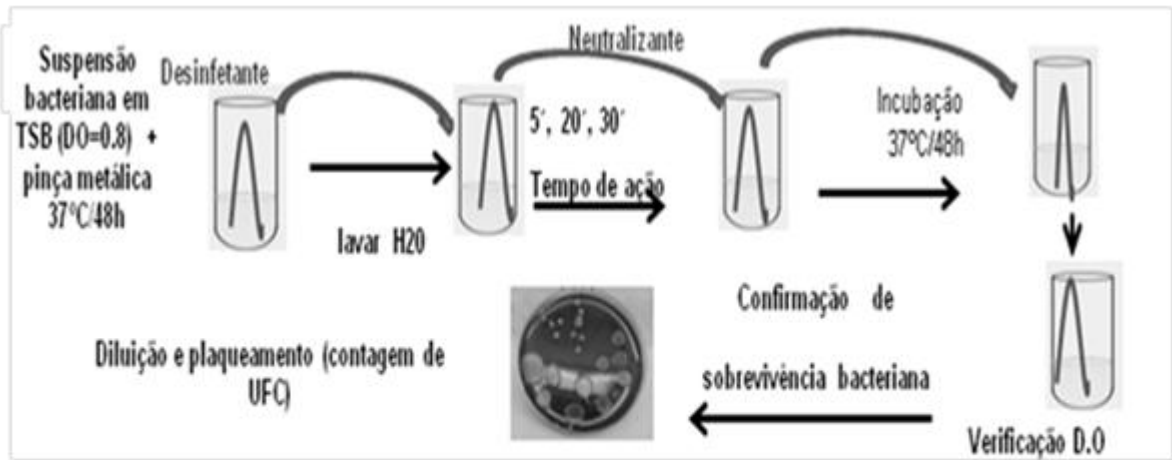 Suspensão
bacteriana em
TSB (DO=0.8) +
pinça metálica
37ºC/48h
Desinfetante
lavar H20
Neutralizante
5´, 20´, 30´
Tempo de ação
Incubação
37ºC/48h
Verificação D.O
Confirmação de
sobrevivência bacteriana
Diluição e plaqueamento (contagem de
UFC)